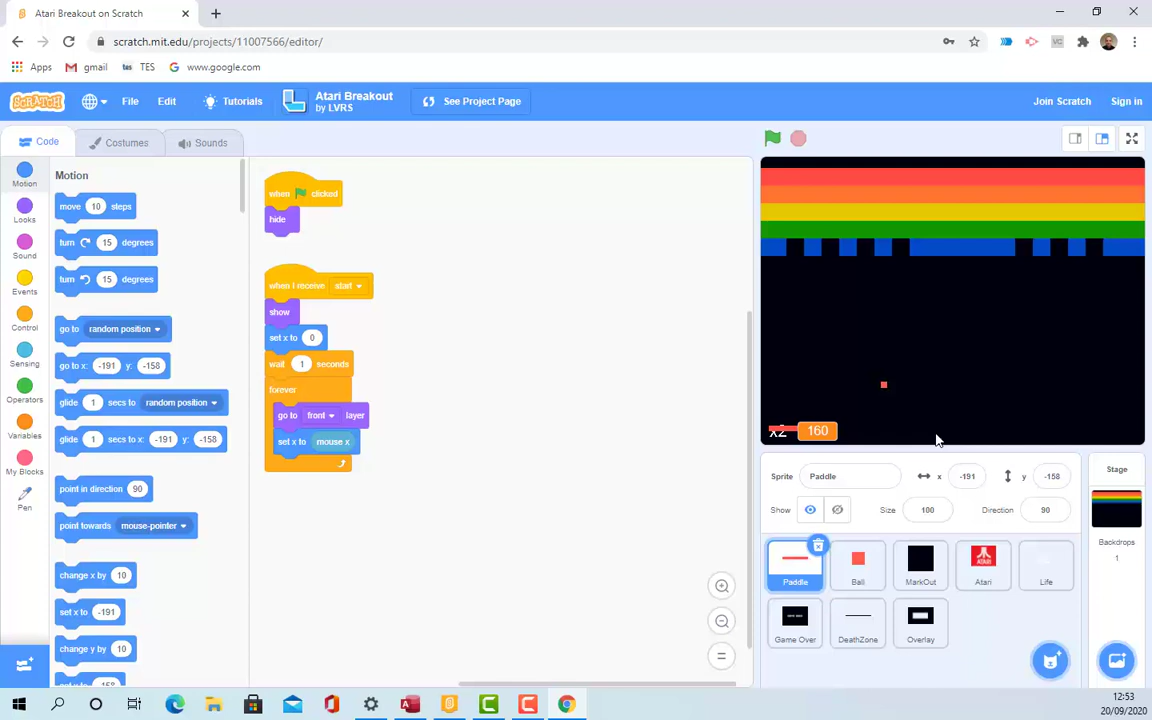 Atari Breakout on Scratch
scratch.mit.edu/projects/11007566/editor/
VC
Apps gmail tes TES www.google.com
SCRATCH File Edit Tutorials Atari Breakout by LVRS See Project Page Join Scratch Sign in
Code Costumes Sounds
Motion
Looks
Sound
Events
Control
Sensing
Operators
Variables
My Blocks
Pen
Motion
move 10 steps
turn 15 degrees
turn 15 degrees
go to random position
go to x: -191 y: -158
glide 1 secs to random position
glide 1 secs to x: -191 y: -158
point in direction 90
point towards mouse-pointer
change x by 10
set x to -191
change y by 10
when clicked
hide
when I receive start
show
set x to 0
wait 1 seconds
forever
go to front layer
set x to mouse x
x2 160
Sprite Paddle x -191 y -158
Show Size 100 Direction 90
Paddle Ball MarkOut Atari Life
Game Over DeathZone Overlay
Stage
Backdrops
1
12:53
20/09/2020